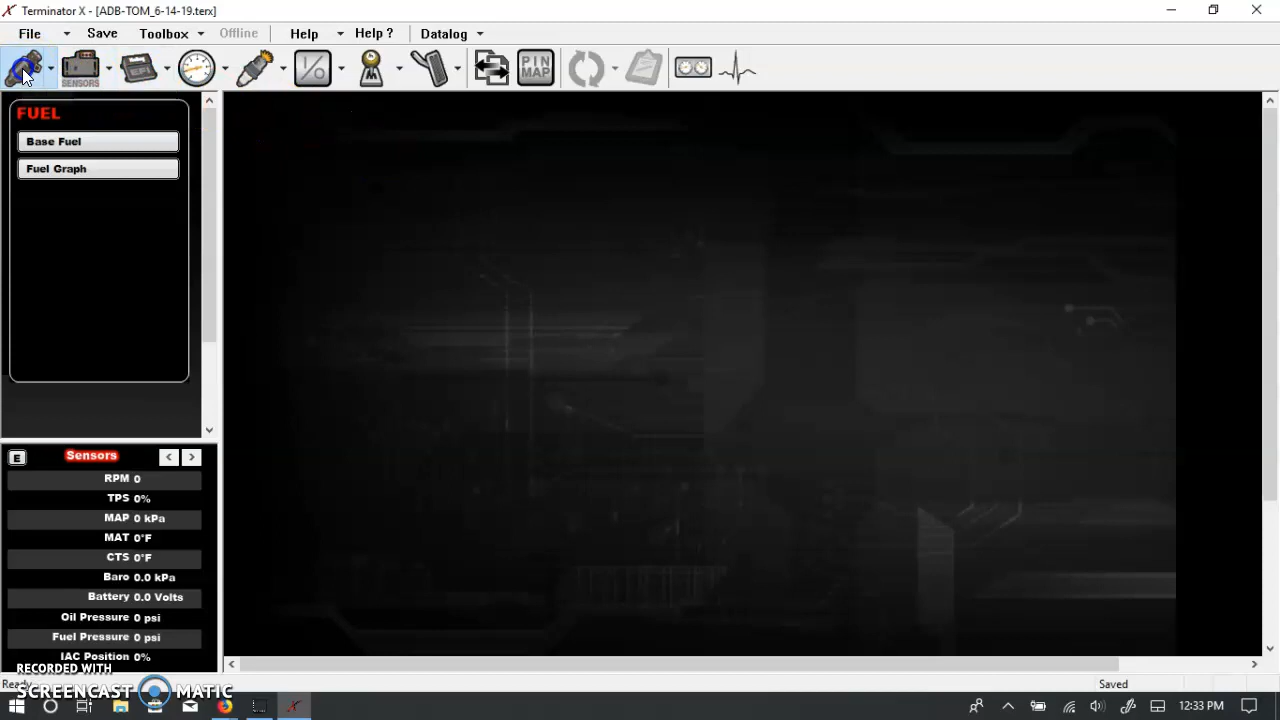 Terminator X - [ADB-TOM_6-14-19.terx]
File Save Toolbox Offline Help Help ? Datalog
SENSORS EFI I/O PIN MAP
FUEL
Base Fuel
Fuel Graph
E Sensors < >
RPM 0
TPS 0%
MAP 0 kPa
MAT 0°F
CTS 0°F
Baro 0.0 kPa
Battery 0.0 Volts
Oil Pressure 0 psi
Fuel Pressure 0 psi
IAC Position 0%
RECORDED WITH
SCREENCAST MATIC
Ready Saved
12:33 PM